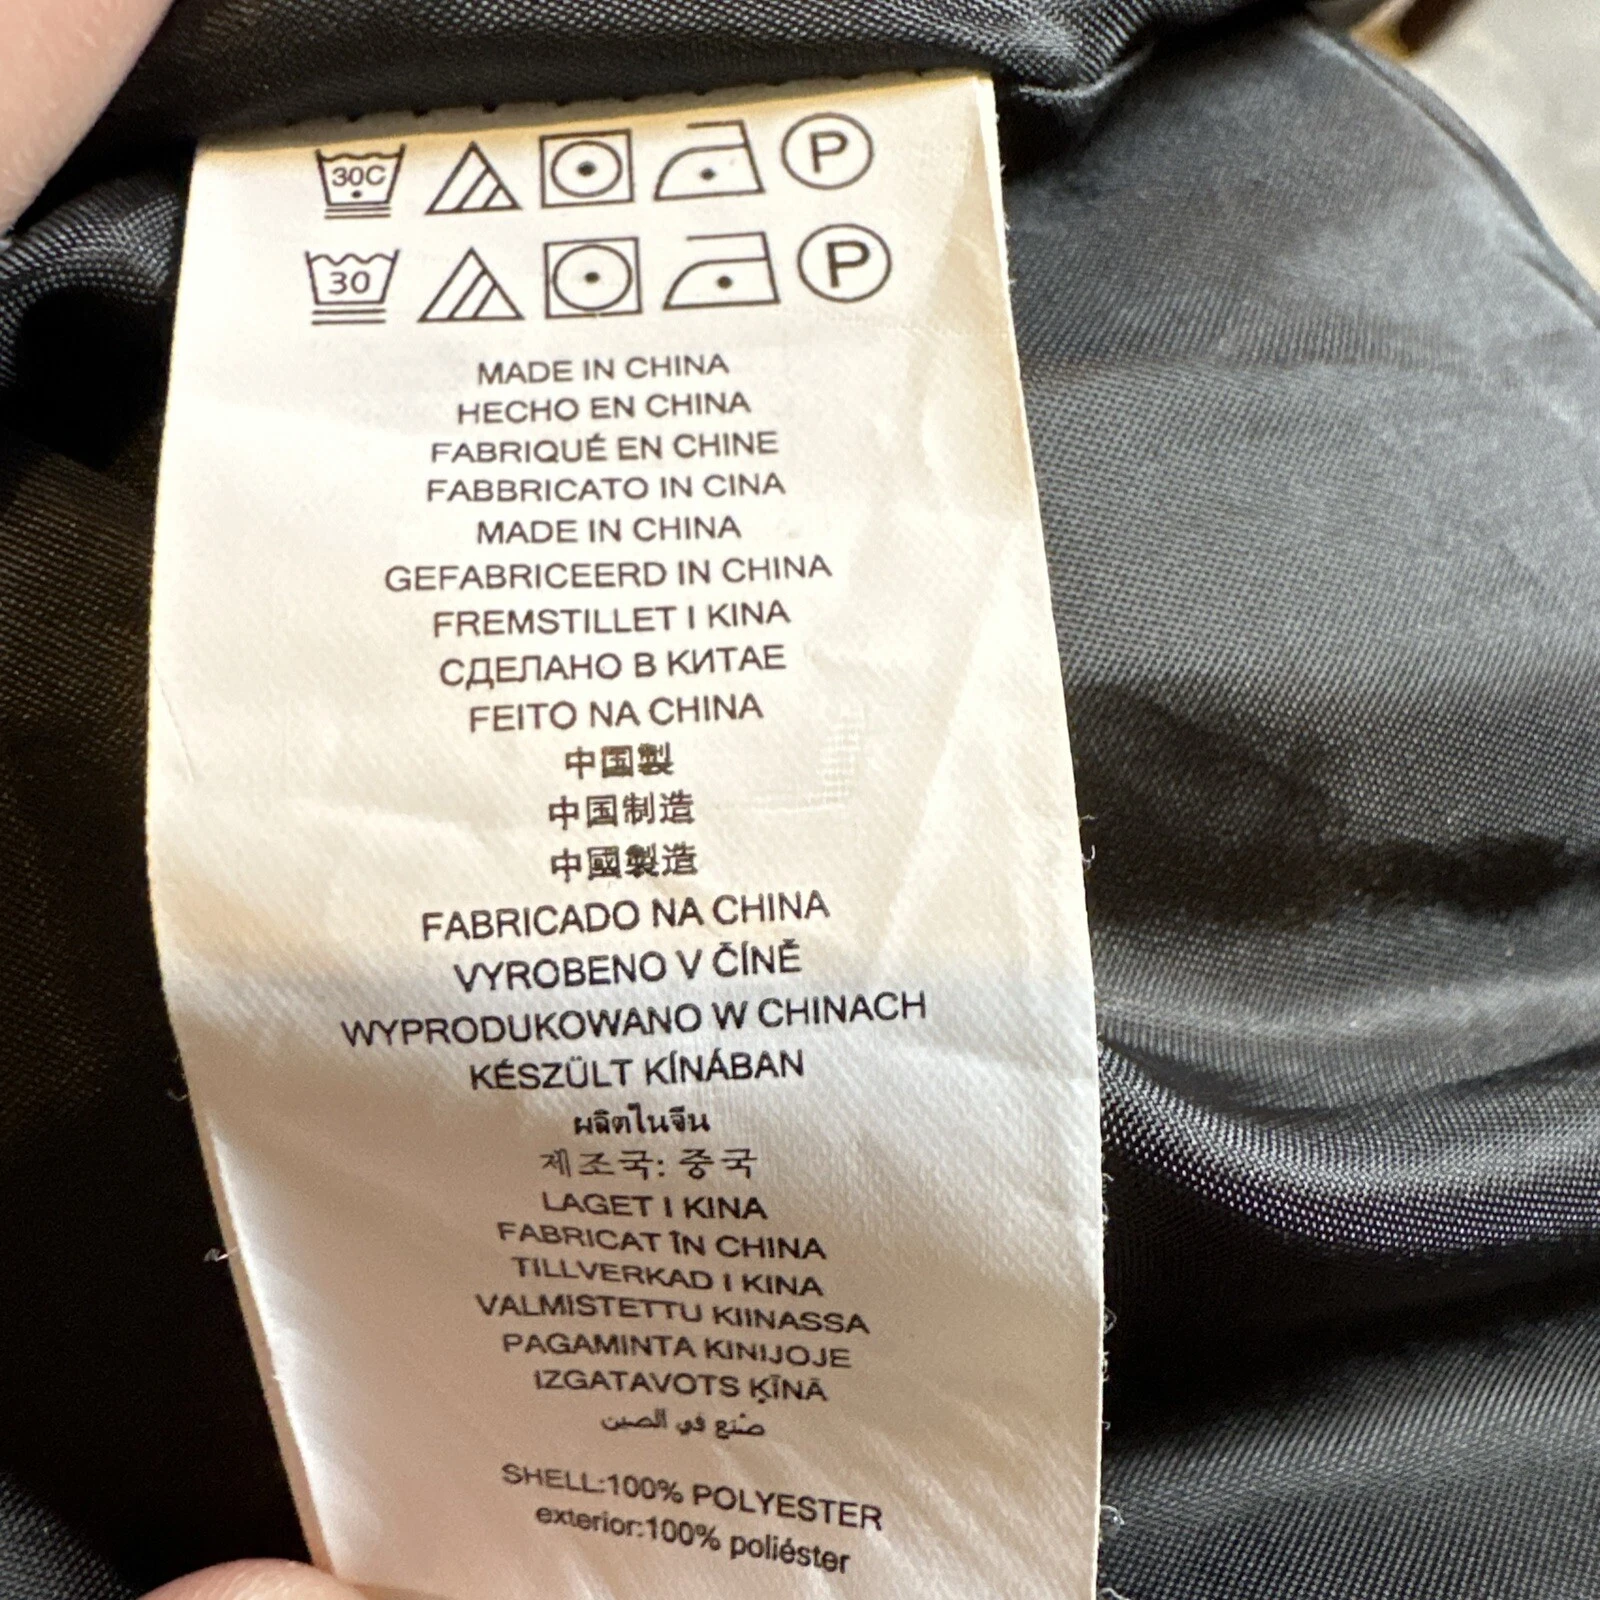 30C P
30 P
MADE IN CHINA
HECHO EN CHINA
FABRIQUÉ EN CHINE
FABBRICATO IN CINA
MADE IN CHINA
GEFABRICEERD IN CHINA
FREMSTILLET I KINA
СДЕЛАНО В КИТАЕ
FEITO NA CHINA
中国製
中国制造
中國製造
FABRICADO NA CHINA
VYROBENO V ČÍNĚ
WYPRODUKOWANO W CHINACH
KÉSZÜLT KÍNÁBAN
ผลิตในจีน
제조국: 중국
LAGET I KINA
FABRICAT ÎN CHINA
TILLVERKAD I KINA
VALMISTETTU KIINASSA
PAGAMINTA KINIJOJE
IZGATAVOTS ĶĪNĀ
صُنع في الصين
SHELL:100% POLYESTER
exterior:100% poliéster